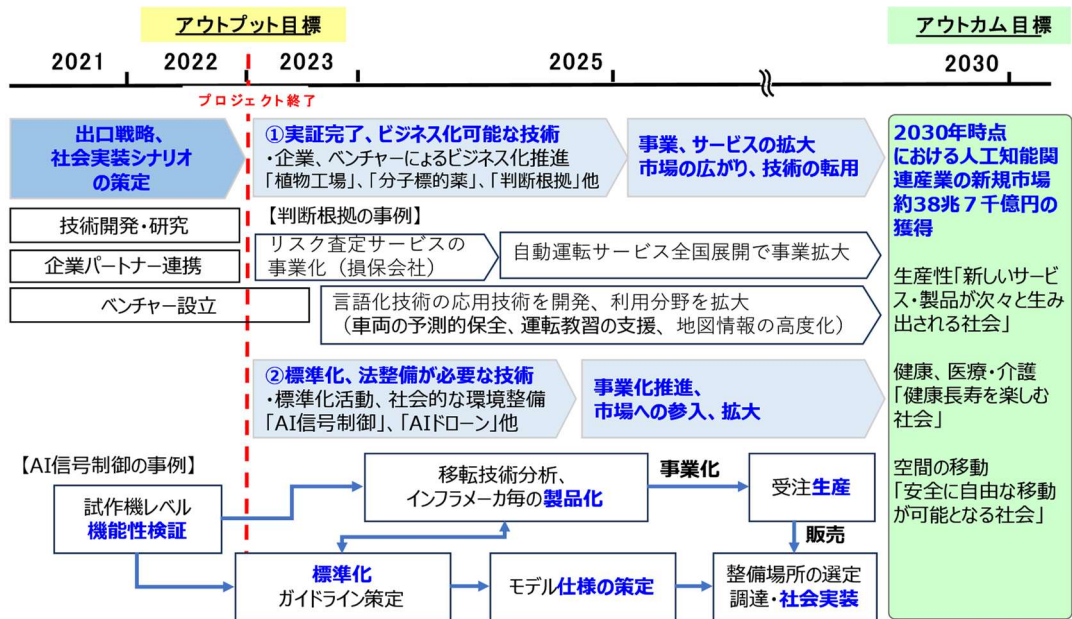 アウトプット目標
アウトカム目標
2021
2022
2023
2025
2030
プロジェクト終了
出口戦略、
社会実装シナリオ
の策定
①実証完了、ビジネス化可能な技術
・企業、ベンチャーによるビジネス化推進
「植物工場」、「分子標的薬」、「判断根拠」他
事業、サービスの拡大
市場の広がり、技術の転用
技術開発・研究
企業パートナー連携
ベンチャー設立
【判断根拠の事例】
リスク査定サービスの
事業化（損保会社）
自動運転サービス全国展開で事業拡大
言語化技術の応用技術を開発、利用分野を拡大
（車両の予測的保全、運転教習の支援、地図情報の高度化）
②標準化、法整備が必要な技術
・標準化活動、社会的な環境整備
「AI信号制御」、「AIドローン」他
事業化推進、
市場への参入、拡大
【AI信号制御の事例】
試作機レベル
機能性検証
移転技術分析、
インフラメーカ毎の製品化
事業化
受注生産
販売
標準化
ガイドライン策定
モデル仕様の策定
整備場所の選定
調達・社会実装
2030年時点
における人工知能関
連産業の新規市場
約38兆７千億円の
獲得
生産性「新しいサービ
ス・製品が次々と生み
出される社会」
健康、医療・介護
「健康長寿を楽しむ
社会」
空間の移動
「安全に自由な移動
が可能となる社会」